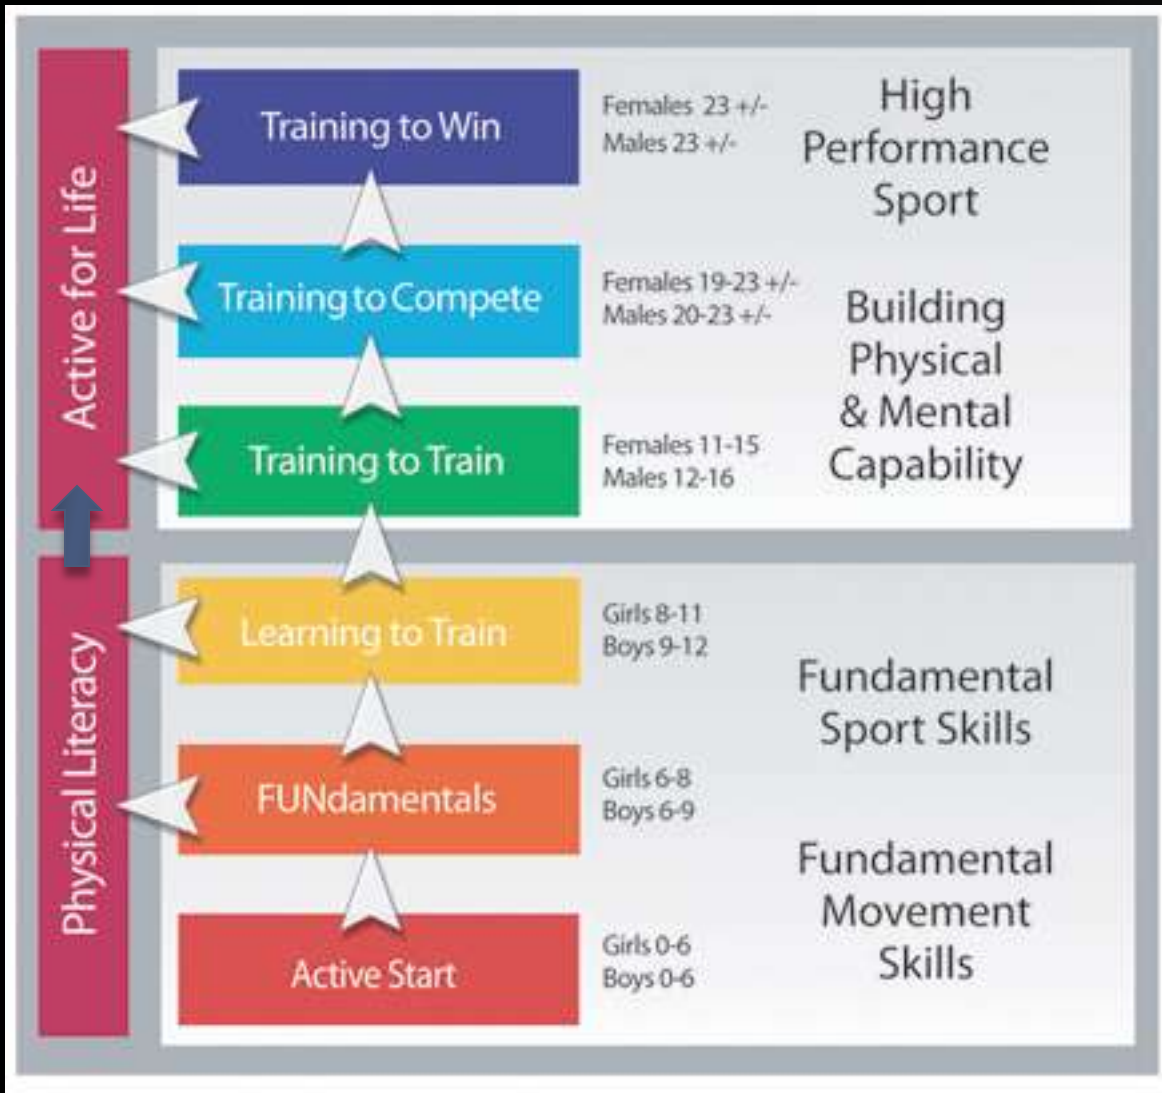 Active for Life
Training to Win
Females 23 +/-
Males 23 +/-
High
Performance
Sport
Training to Compete
Females 19-23 +/-
Males 20-23 +/-
Building
Physical
& Mental
Capability
Training to Train
Females 11-15
Males 12-16
Physical Literacy
Learning to Train
Girls 8-11
Boys 9-12
Fundamental
Sport Skills
FUNdamentals
Girls 6-8
Boys 6-9
Fundamental
Movement
Skills
Active Start
Girls 0-6
Boys 0-6